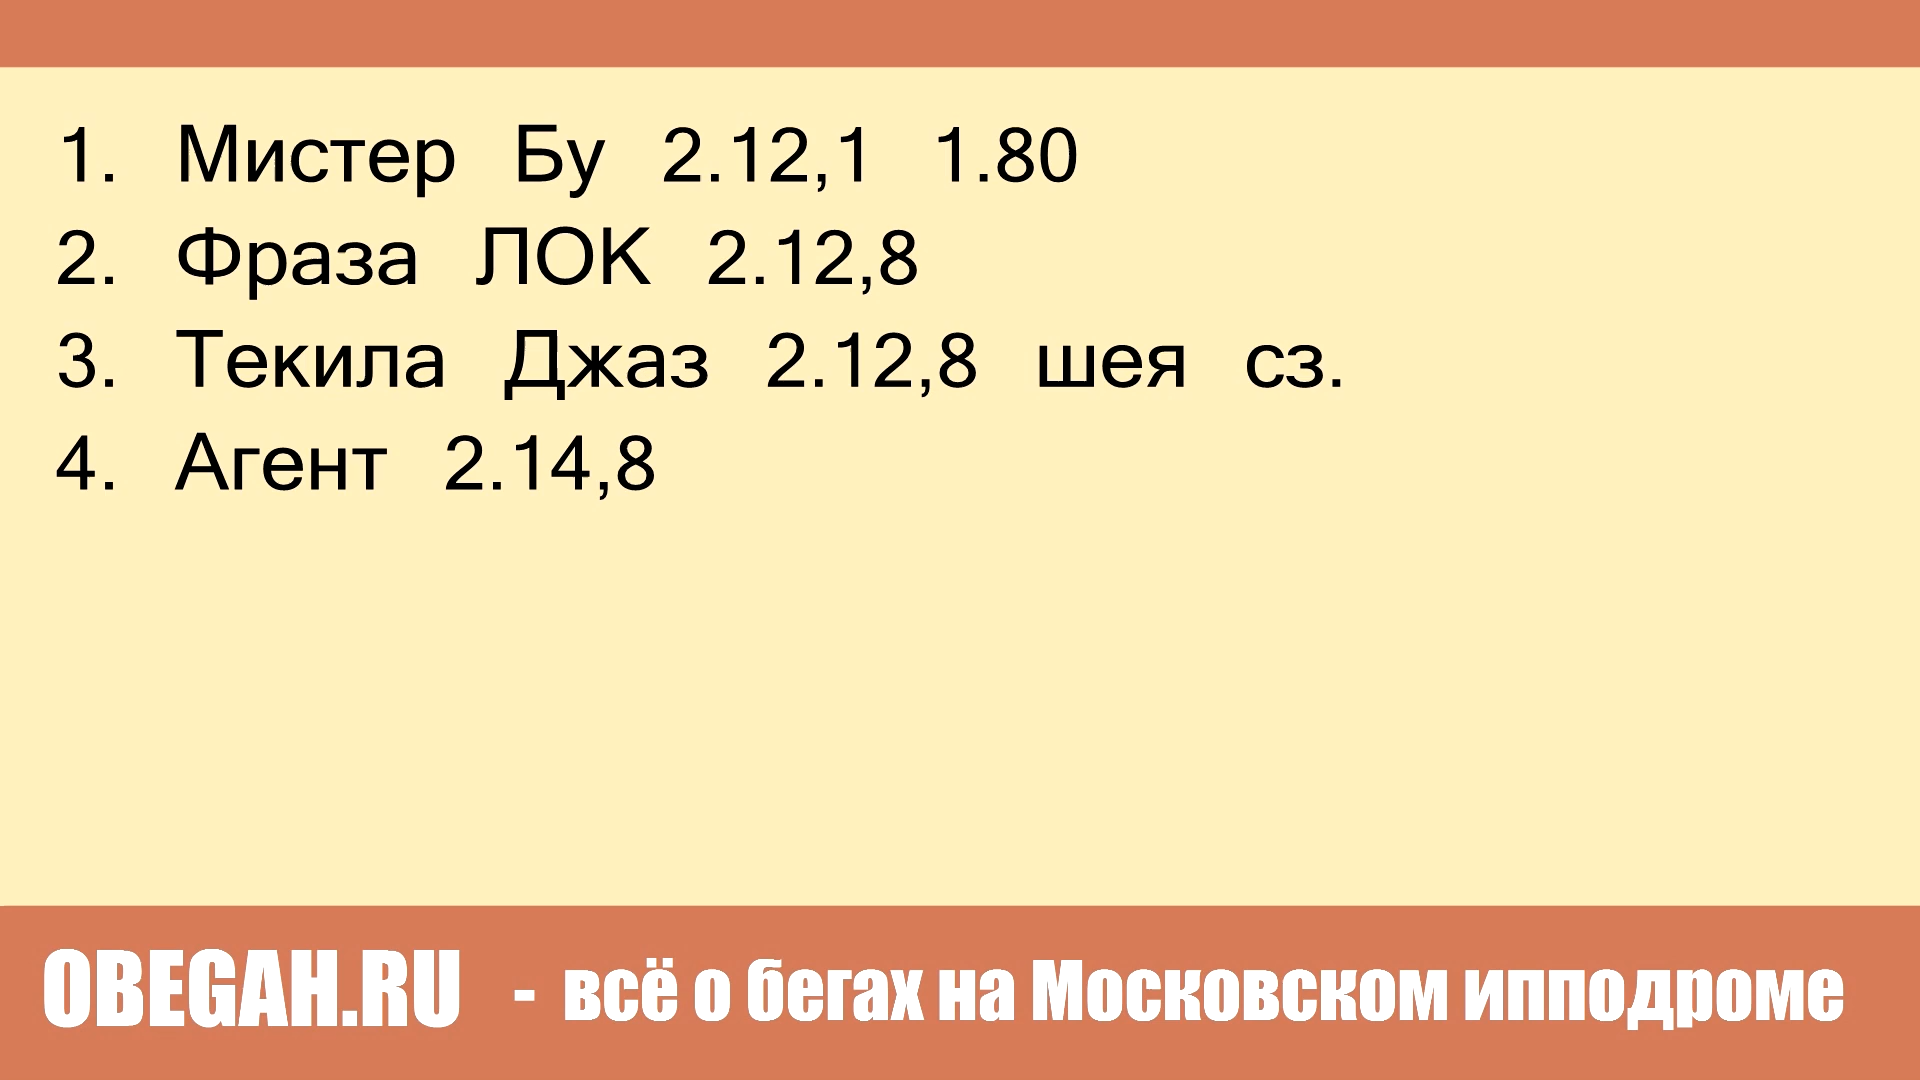 1. Мистер Бу 2.12,1 1.80
2. Фраза ЛОК 2.12,8
3. Текила Джаз 2.12,8 шея сз.
4. Агент 2.14,8
OBEGAH.RU - всё о бегах на Московском ипподроме